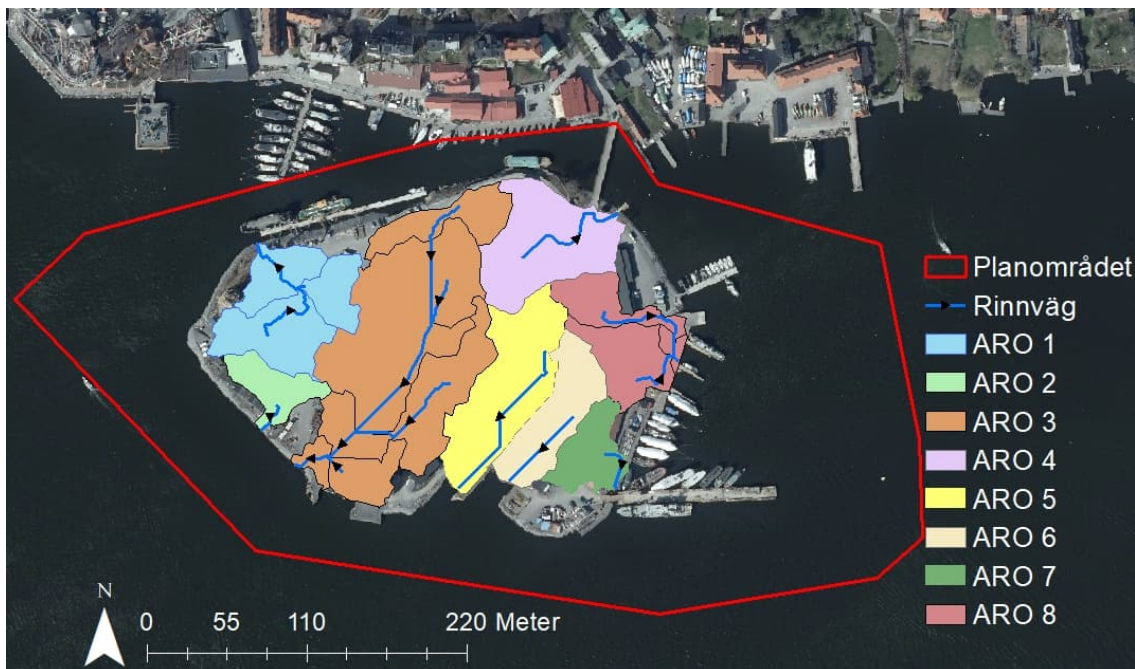 Planområdet
Rinnväg
ARO 1
ARO 2
ARO 3
ARO 4
ARO 5
ARO 6
ARO 7
ARO 8
N
0 55 110 220 Meter